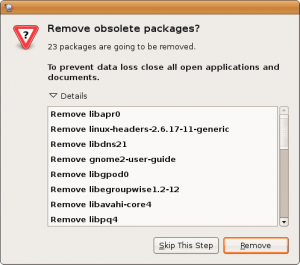 Remove obsolete packages?
23 packages are going to be removed.
To prevent data loss close all open applications and
documents.
Details
Remove libapr0
Remove linux-headers-2.6.17-11-generic
Remove libdns21
Remove gnome2-user-guide
Remove libgpod0
Remove libegroupwise1.2-12
Remove libavahi-core4
Remove libpq4
Skip This Step
Remove